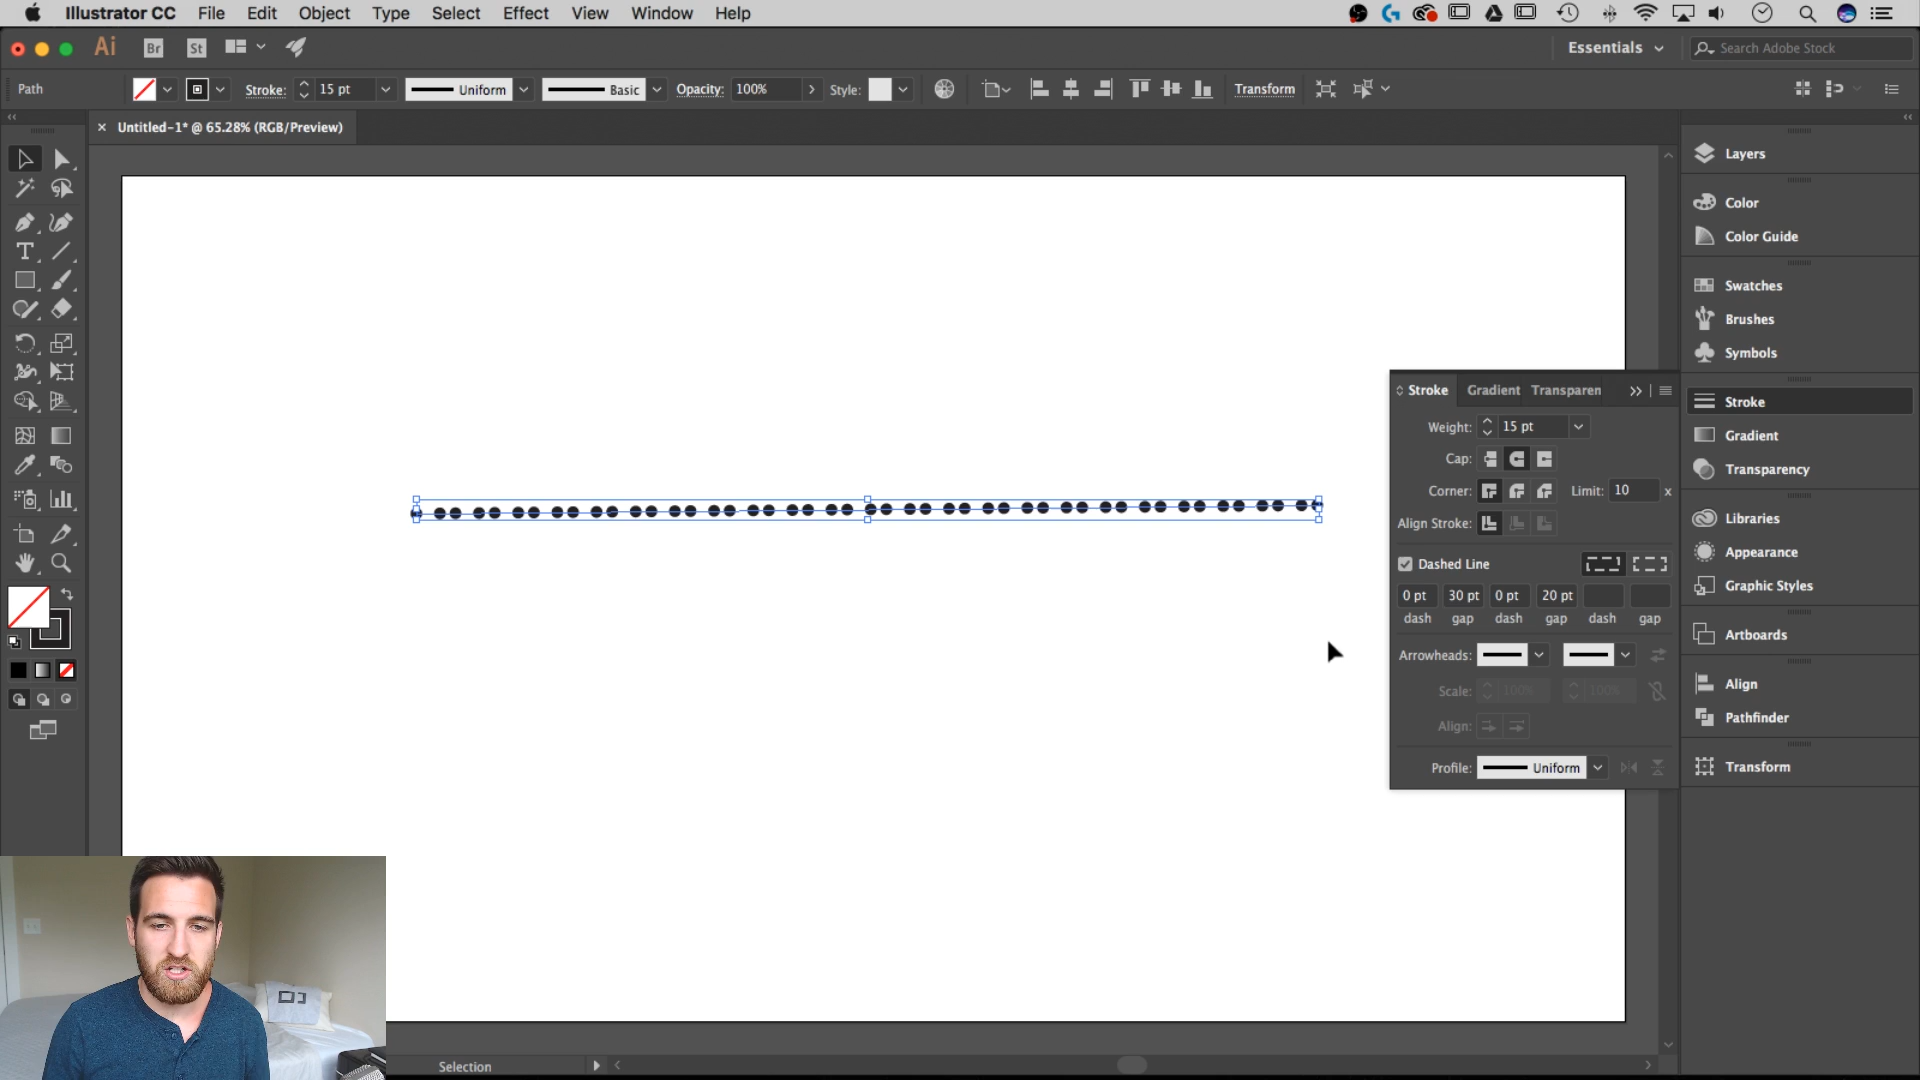 Illustrator CC File Edit Object Type Select Effect View Window Help
Ai Br St Essentials Search Adobe Stock
Path Stroke: 15 pt Uniform Basic Opacity: 100% Style: Transform
× Untitled-1* @ 65.28% (RGB/Preview)
Layers
Color
Color Guide
Swatches
Brushes
Symbols
Stroke
Gradient
Transparency
Libraries
Appearance
Graphic Styles
Artboards
Align
Pathfinder
Transform
Stroke Gradient Transparen
Weight: 15 pt
Cap:
Corner: Limit: 10 x
Align Stroke:
Dashed Line
0 pt 30 pt 0 pt 20 pt
dash gap dash gap dash gap
Arrowheads:
Scale: 100% 100%
Align:
Profile: Uniform
Selection